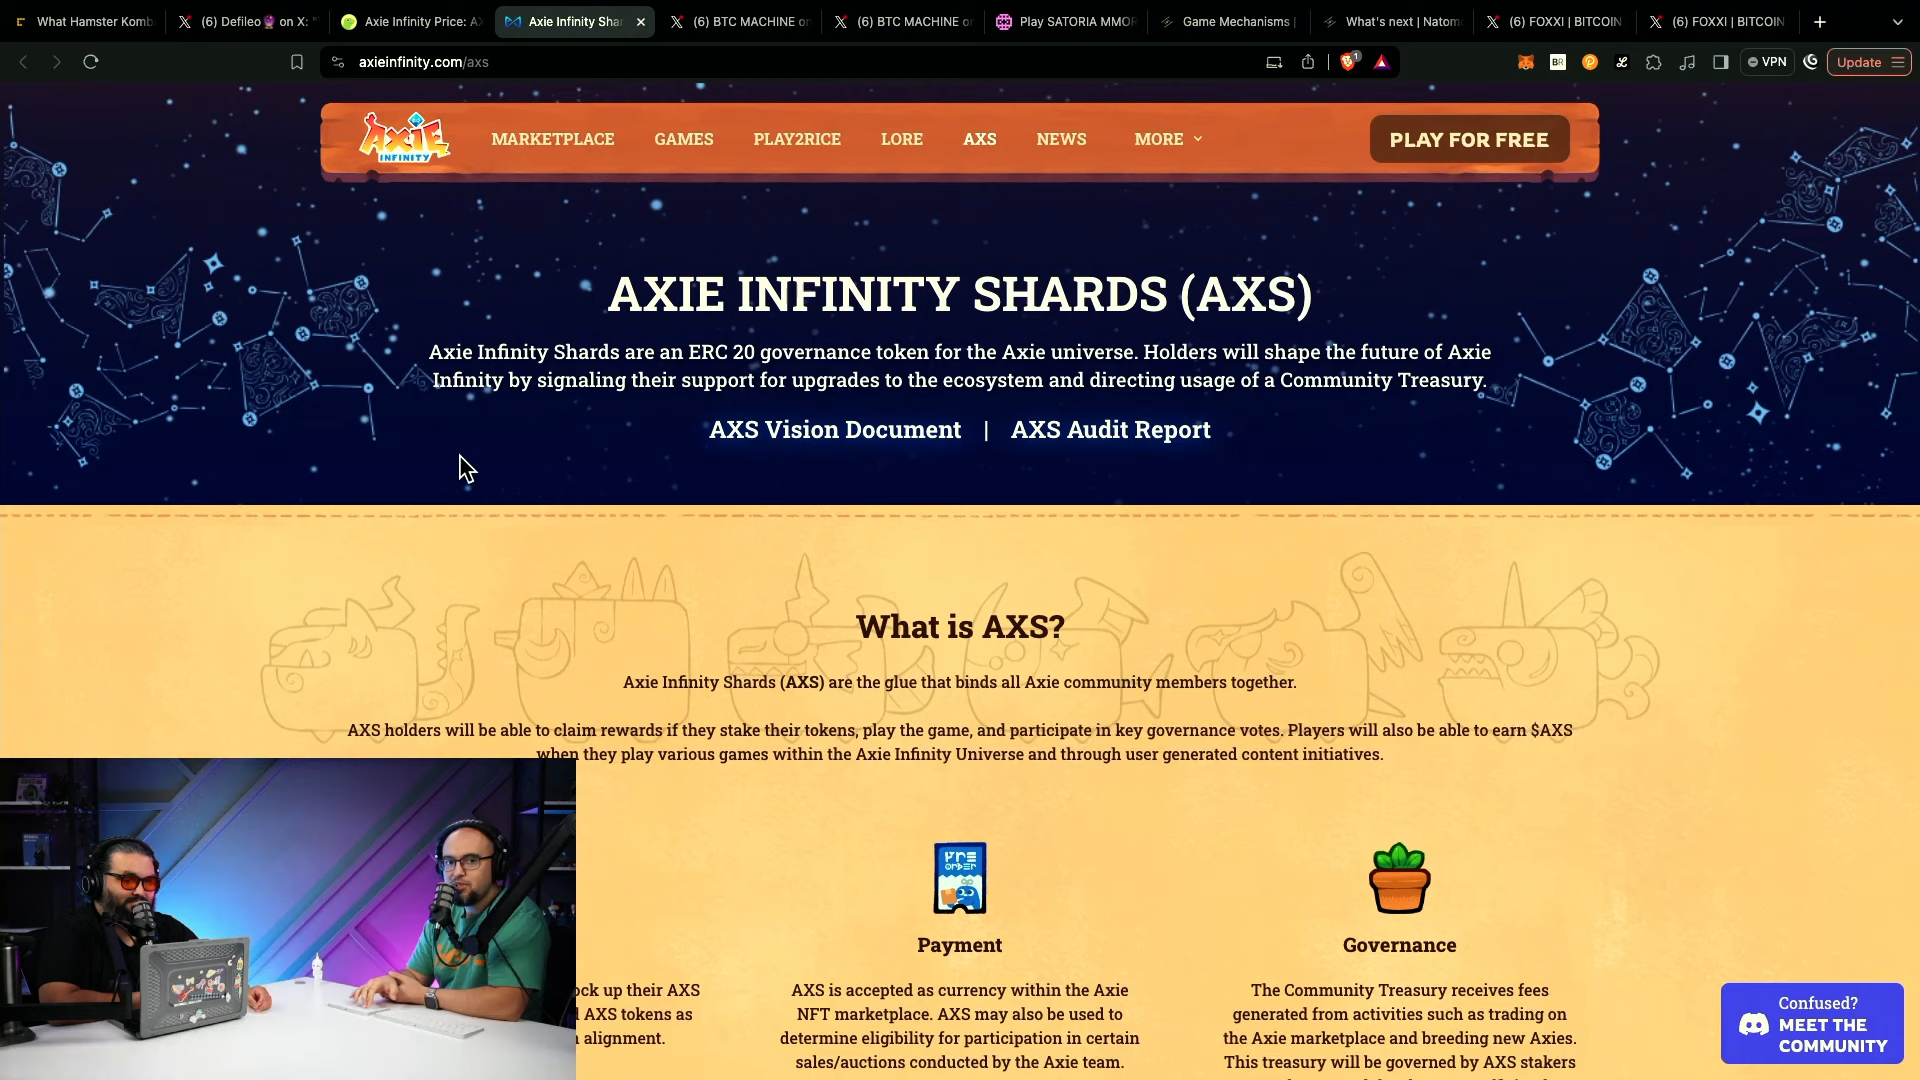 What Hamster Komb
(6) Defileo🔮 on X: "
Axie Infinity Price: A
Axie Infinity Shar
(6) BTC MACHINE o
(6) BTC MACHINE o
Play SATORIA MMOR
Game Mechanisms |
What's next | Natom
(6) FOXXI | BITCOIN
(6) FOXXI | BITCOIN
axieinfinity.com/axs
1
BR
VPN
Update
AXIE
INFINITY
MARKETPLACE
GAMES
PLAY2RICE
LORE
AXS
NEWS
MORE
PLAY FOR FREE
AXIE INFINITY SHARDS (AXS)
Axie Infinity Shards are an ERC 20 governance token for the Axie universe. Holders will shape the future of Axie
Infinity by signaling their support for upgrades to the ecosystem and directing usage of a Community Treasury.
AXS Vision Document | AXS Audit Report
What is AXS?
Axie Infinity Shards (AXS) are the glue that binds all Axie community members together.
AXS holders will be able to claim rewards if they stake their tokens, play the game, and participate in key governance votes. Players will also be able to earn $AXS
when they play various games within the Axie Infinity Universe and through user generated content initiatives.
ock up their AXS
AXS tokens as
alignment.
PRE
ORDER
Payment
AXS is accepted as currency within the Axie
NFT marketplace. AXS may also be used to
determine eligibility for participation in certain
sales/auctions conducted by the Axie team.
Governance
The Community Treasury receives fees
generated from activities such as trading on
the Axie marketplace and breeding new Axies.
This treasury will be governed by AXS stakers
Confused?
MEET THE
COMMUNITY